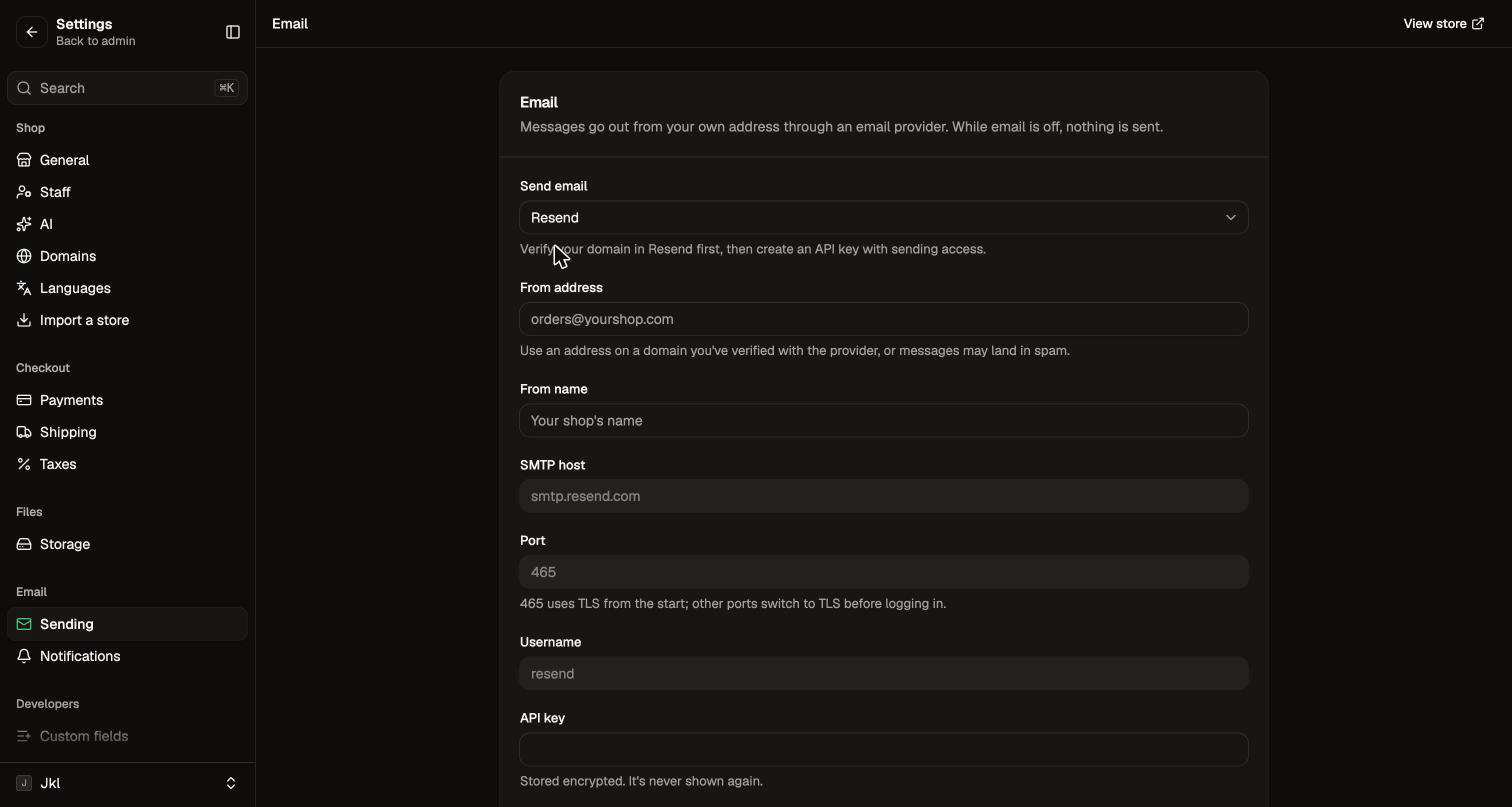 Settings
Back to admin
Search
⌘K
Shop
General
Staff
AI
Domains
Languages
Import a store
Checkout
Payments
Shipping
Taxes
Files
Storage
Email
Sending
Notifications
Developers
Custom fields
J
Jkl
Email
View store
Email
Messages go out from your own address through an email provider. While email is off, nothing is sent.
Send email
Resend
Verify your domain in Resend first, then create an API key with sending access.
From address
orders@yourshop.com
Use an address on a domain you've verified with the provider, or messages may land in spam.
From name
Your shop's name
SMTP host
smtp.resend.com
Port
465
465 uses TLS from the start; other ports switch to TLS before logging in.
Username
resend
API key
Stored encrypted. It's never shown again.